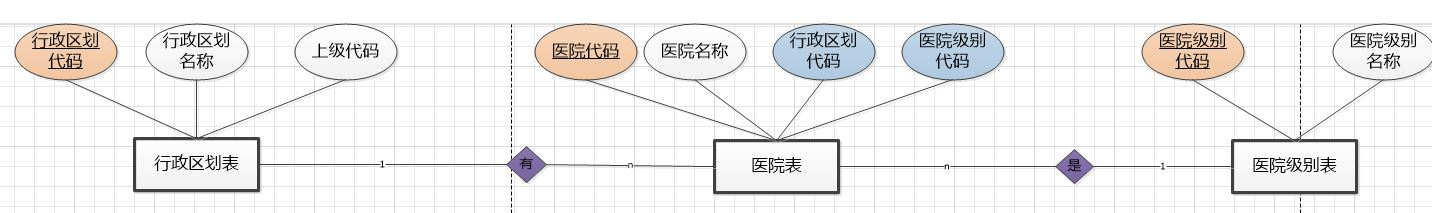 行政区划
代码
行政区划
名称
上级代码
医院代码
医院名称
行政区划
代码
医院级别
代码
医院级别
代码
医院级别
名称
行政区划表
1
有
n
医院表
n
是
1
医院级别表